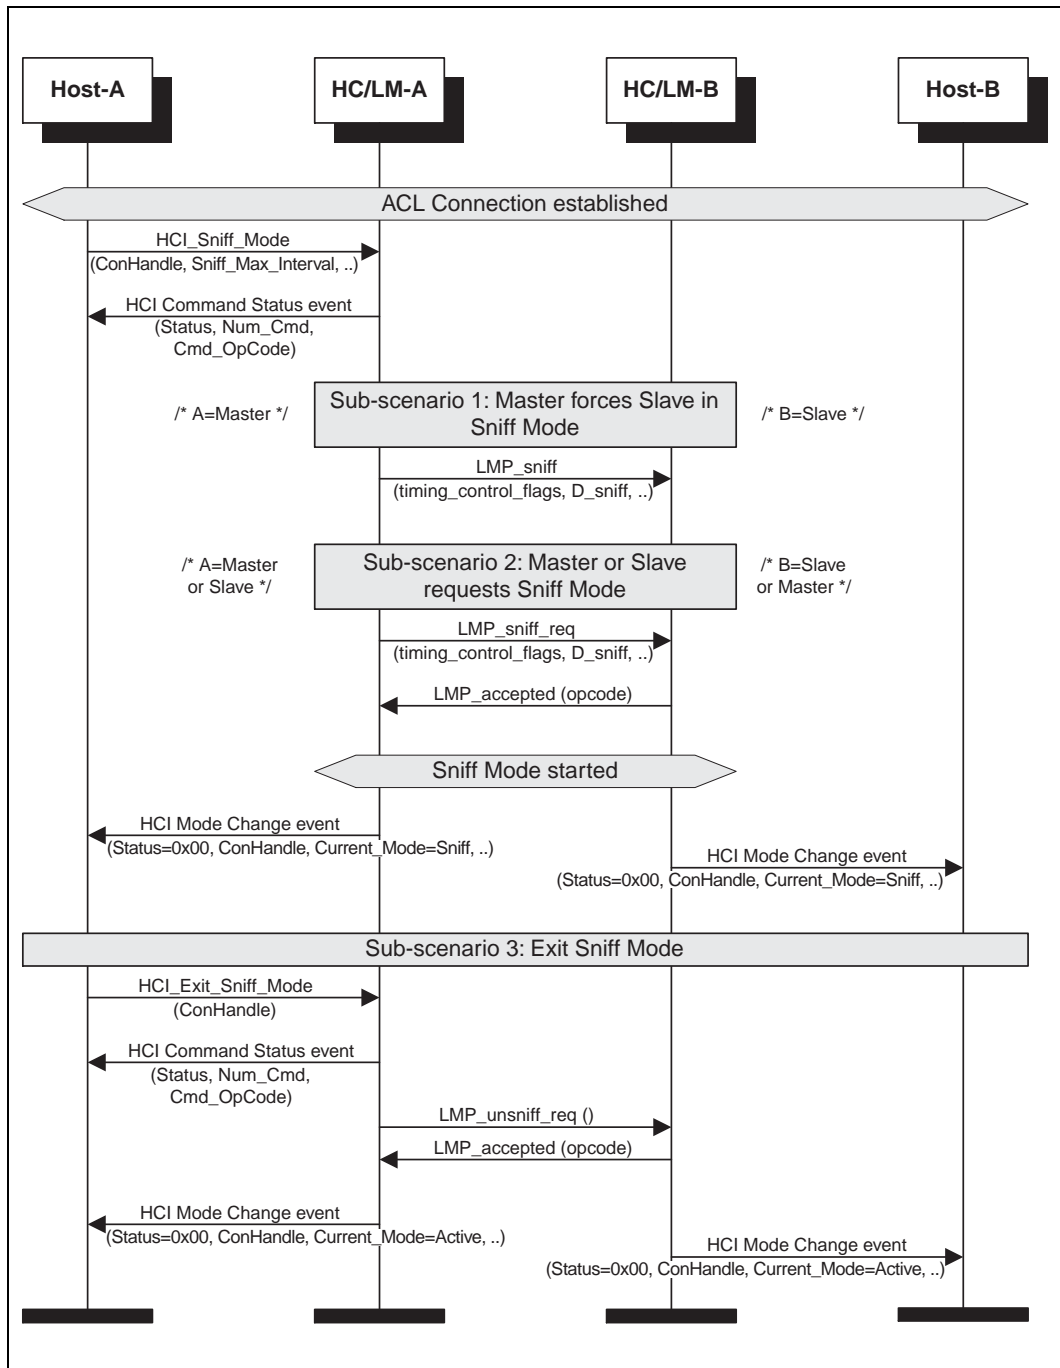 Host-A
HC/LM-A
HC/LM-B
Host-B
ACL Connection established
HCI_Sniff_Mode
(ConHandle, Sniff_Max_Interval, ..)
HCI Command Status event
(Status, Num_Cmd,
Cmd_OpCode)
/* A=Master */
Sub-scenario 1: Master forces Slave in
Sniff Mode
/* B=Slave */
LMP_sniff
(timing_control_flags, D_sniff, ..)
/* A=Master
or Slave */
Sub-scenario 2: Master or Slave
requests Sniff Mode
/* B=Slave
or Master */
LMP_sniff_req
(timing_control_flags, D_sniff, ..)
LMP_accepted (opcode)
Sniff Mode started
HCI Mode Change event
(Status=0x00, ConHandle, Current_Mode=Sniff, ..)
HCI Mode Change event
(Status=0x00, ConHandle, Current_Mode=Sniff, ..)
Sub-scenario 3: Exit Sniff Mode
HCI_Exit_Sniff_Mode
(ConHandle)
HCI Command Status event
(Status, Num_Cmd,
Cmd_OpCode)
LMP_unsniff_req ()
LMP_accepted (opcode)
HCI Mode Change event
(Status=0x00, ConHandle, Current_Mode=Active, ..)
HCI Mode Change event
(Status=0x00, ConHandle, Current_Mode=Active, ..)